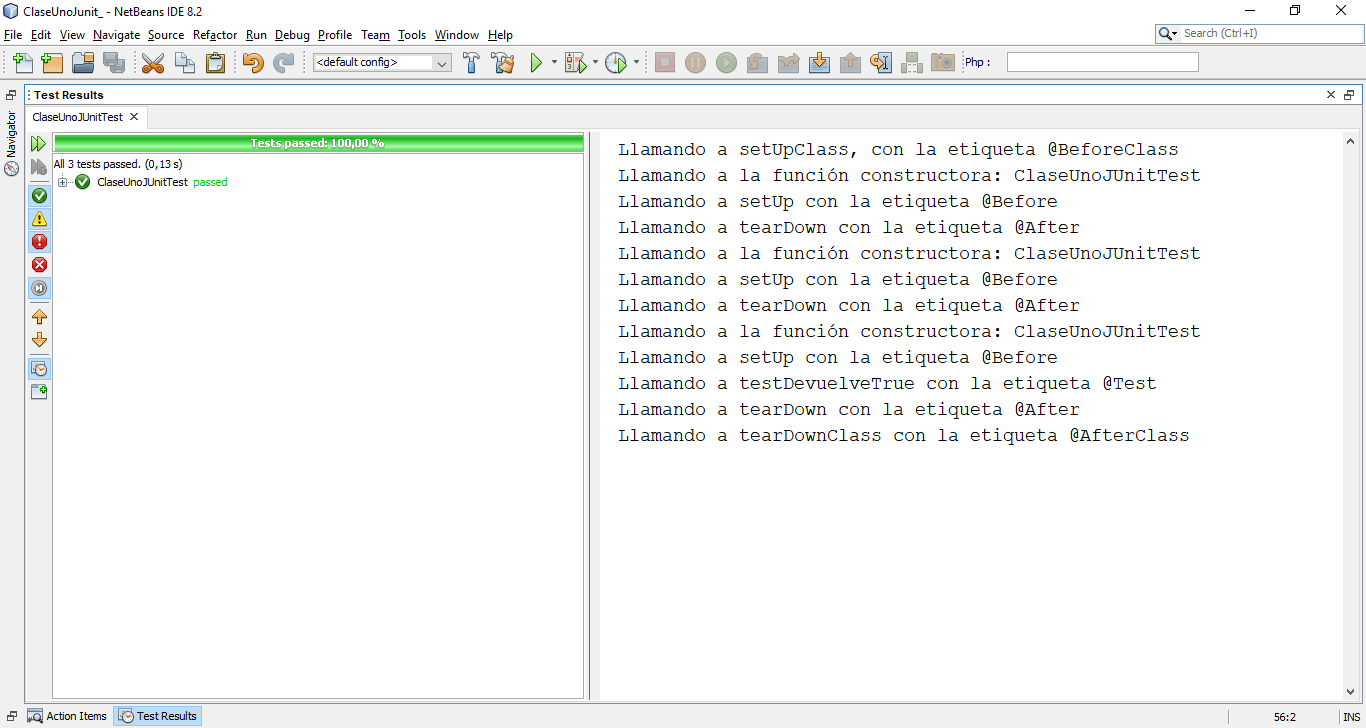 ClaseUnoJunit_ - NetBeans IDE 8.2
File Edit View Navigate Source Refactor Run Debug Profile Team Tools Window Help
Search (Ctrl+I)
<default config>
Php :
Navigator
Test Results
ClaseUnoJUnitTest
Tests passed: 100,00 %
All 3 tests passed. (0,13 s)
ClaseUnoJUnitTest passed
Llamando a setUpClass, con la etiqueta @BeforeClass
Llamando a la función constructora: ClaseUnoJUnitTest
Llamando a setUp con la etiqueta @Before
Llamando a tearDown con la etiqueta @After
Llamando a la función constructora: ClaseUnoJUnitTest
Llamando a setUp con la etiqueta @Before
Llamando a tearDown con la etiqueta @After
Llamando a la función constructora: ClaseUnoJUnitTest
Llamando a setUp con la etiqueta @Before
Llamando a testDevuelveTrue con la etiqueta @Test
Llamando a tearDown con la etiqueta @After
Llamando a tearDownClass con la etiqueta @AfterClass
Action Items
Test Results
56:2
INS